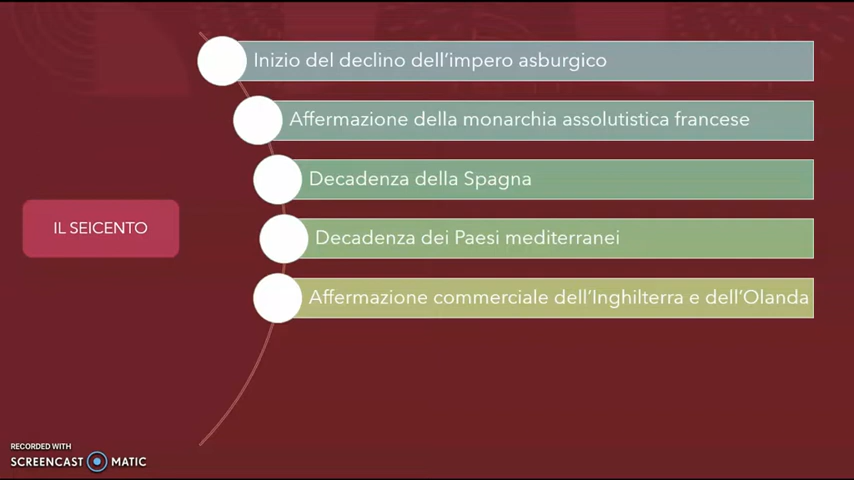 Inizio del declino dell'impero asburgico
Affermazione della monarchia assolutistica francese
Decadenza della Spagna
IL SEICENTO
Decadenza dei Paesi mediterranei
Affermazione commerciale dell'Inghilterra e dell'Olanda
RECORDED WITH
SCREENCAST MATIC